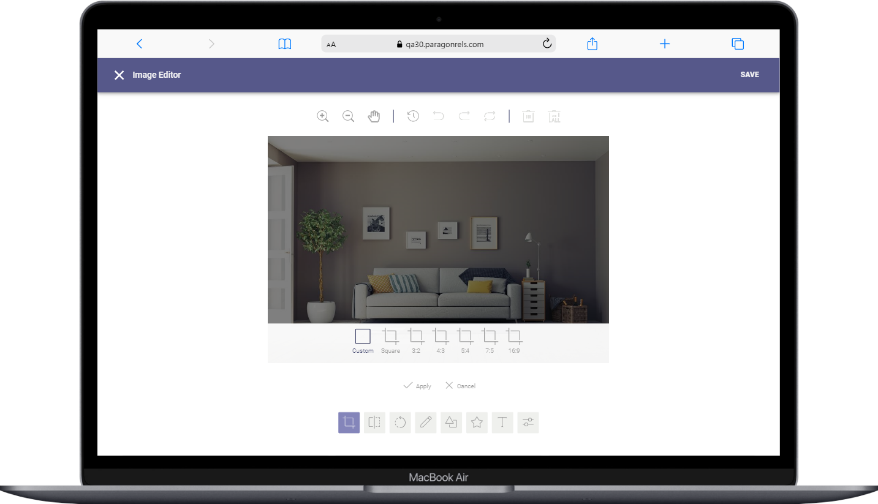 AA qa30.paragonrels.com
Image Editor SAVE
Custom Square 3:2 4:3 5:4 7:5 16:9
Apply Cancel
T
MacBook Air